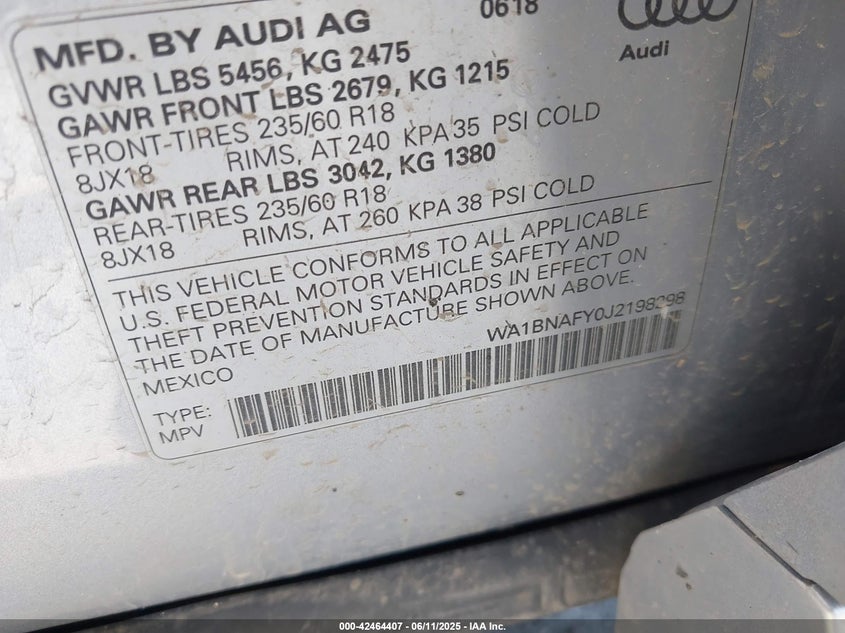 MFD. BY AUDI AG 0618
Audi
GVWR LBS 5456, KG 2475
GAWR FRONT LBS 2679, KG 1215
FRONT-TIRES 235/60 R18
8JX18 RIMS, AT 240 KPA 35 PSI COLD
GAWR REAR LBS 3042, KG 1380
REAR-TIRES 235/60 R18
8JX18 RIMS, AT 260 KPA 38 PSI COLD
THIS VEHICLE CONFORMS TO ALL APPLICABLE
U.S. FEDERAL MOTOR VEHICLE SAFETY AND
THEFT PREVENTION STANDARDS IN EFFECT ON
THE DATE OF MANUFACTURE SHOWN ABOVE.
MEXICO WA1BNAFY0J2198298
TYPE:
MPV
000-42464407 - 06/11/2025 - IAA Inc.